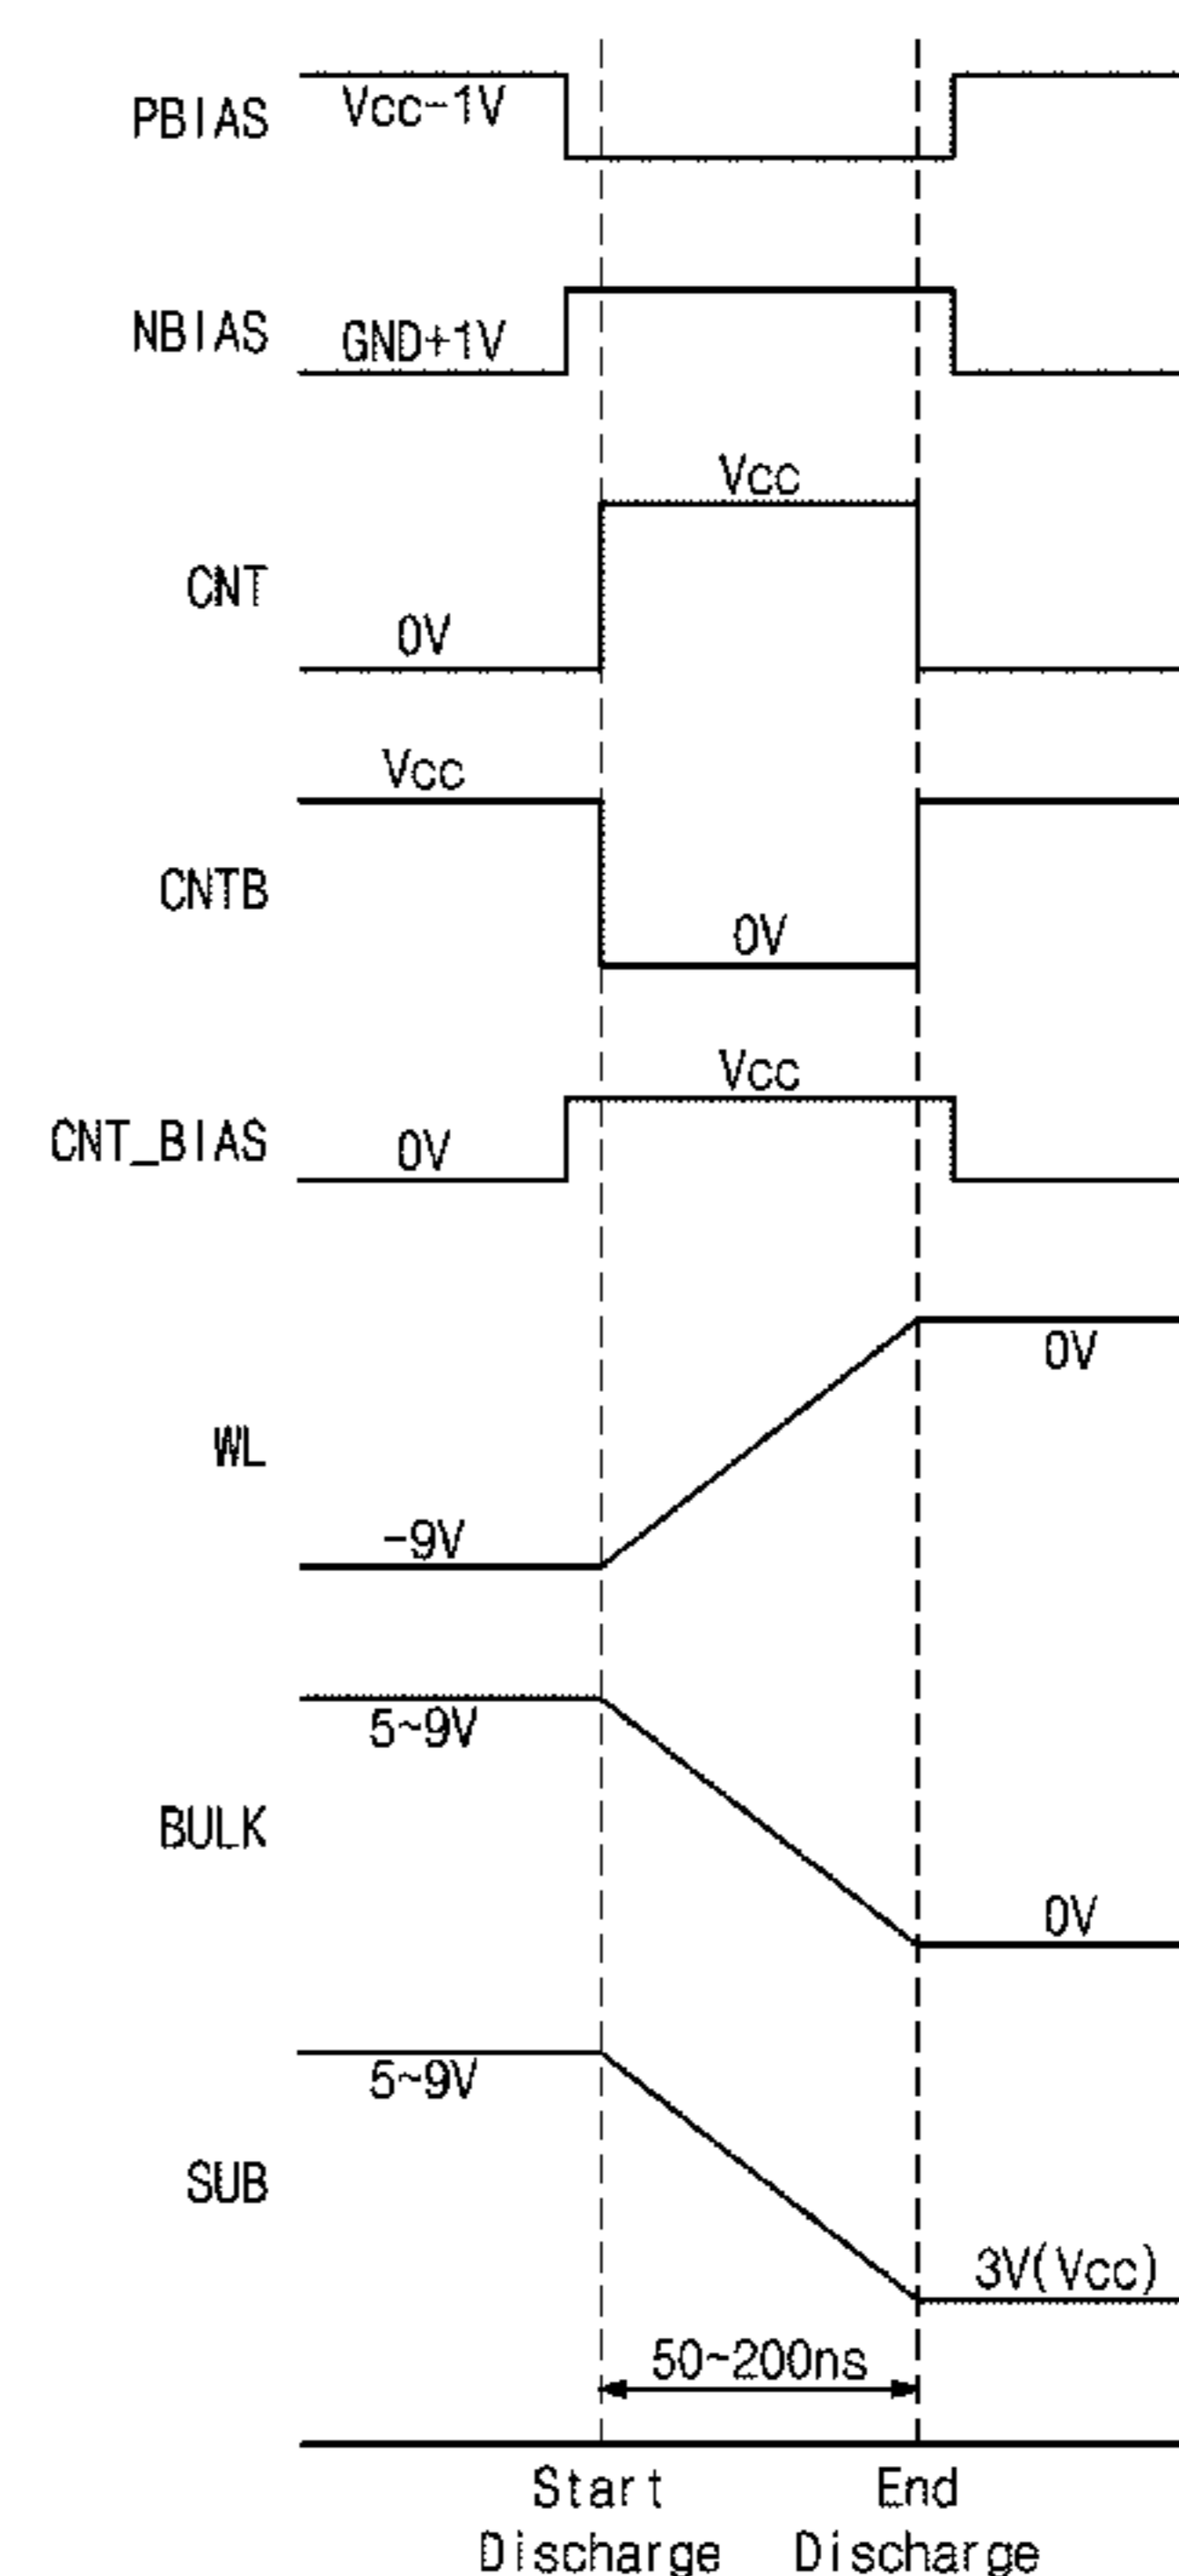 PBIAS
Vcc-1V
NBIAS
GND+1V
Vcc
CNT
0V
Vcc
CNTB
0V
Vcc
CNT_BIAS
0V
0V
WL
-9V
5~9V
BULK
0V
5~9V
SUB
3V(Vcc)
50~200ns
Start Discharge
End Discharge